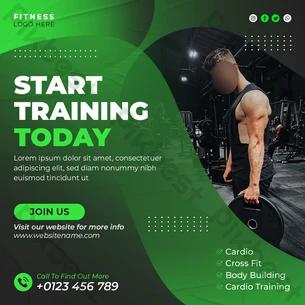 FITNESS
LOGO HERE
START
TRAINING
TODAY
Lorem ipsum dolor sit amet, consectetuer
adipiscing elit, sed diam nonummy nibh
euismod
JOIN US
Visit our website for more info
www.websitename.com
Call To Find Out More
+0123 456 789
Cardio
Cross Fit
Body Building
Cardio Training